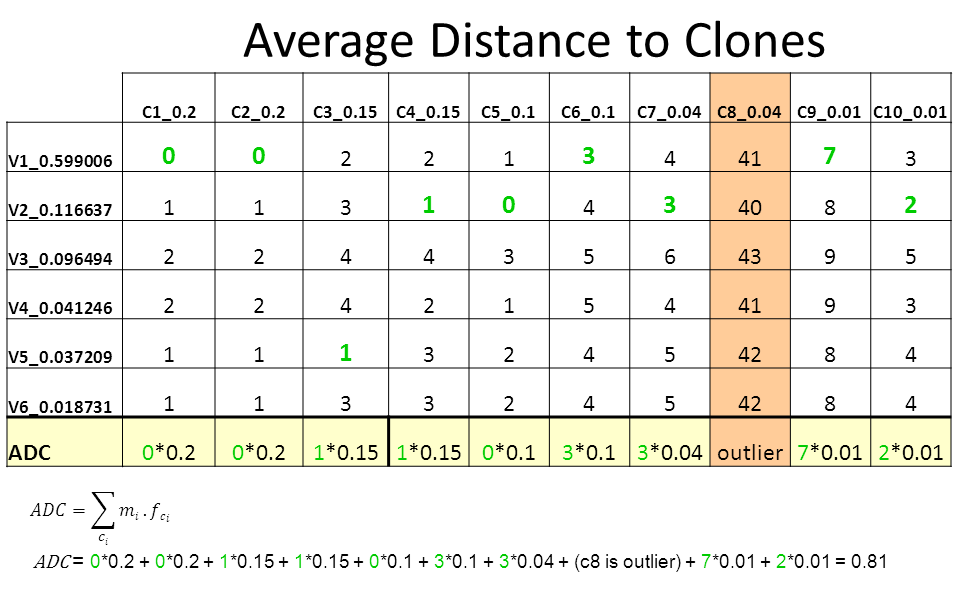 Average Distance to Clones
C1_0.2 C2_0.2 C3_0.15 C4_0.15 C5_0.1 C6_0.1 C7_0.04 C8_0.04 C9_0.01 C10_0.01
V1_0.599006 0 0 2 2 1 3 4 41 7 3
V2_0.116637 1 1 3 1 0 4 3 40 8 2
V3_0.096494 2 2 4 4 3 5 6 43 9 5
V4_0.041246 2 2 4 2 1 5 4 41 9 3
V5_0.037209 1 1 1 3 2 4 5 42 8 4
V6_0.018731 1 1 3 3 2 4 5 42 8 4
ADC 0*0.2 0*0.2 1*0.15 1*0.15 0*0.1 3*0.1 3*0.04 outlier 7*0.01 2*0.01
ADC = ∑ c_i m_i . f_{c_i}
ADC= 0*0.2 + 0*0.2 + 1*0.15 + 1*0.15 + 0*0.1 + 3*0.1 + 3*0.04 + (c8 is outlier) + 7*0.01 + 2*0.01 = 0.81